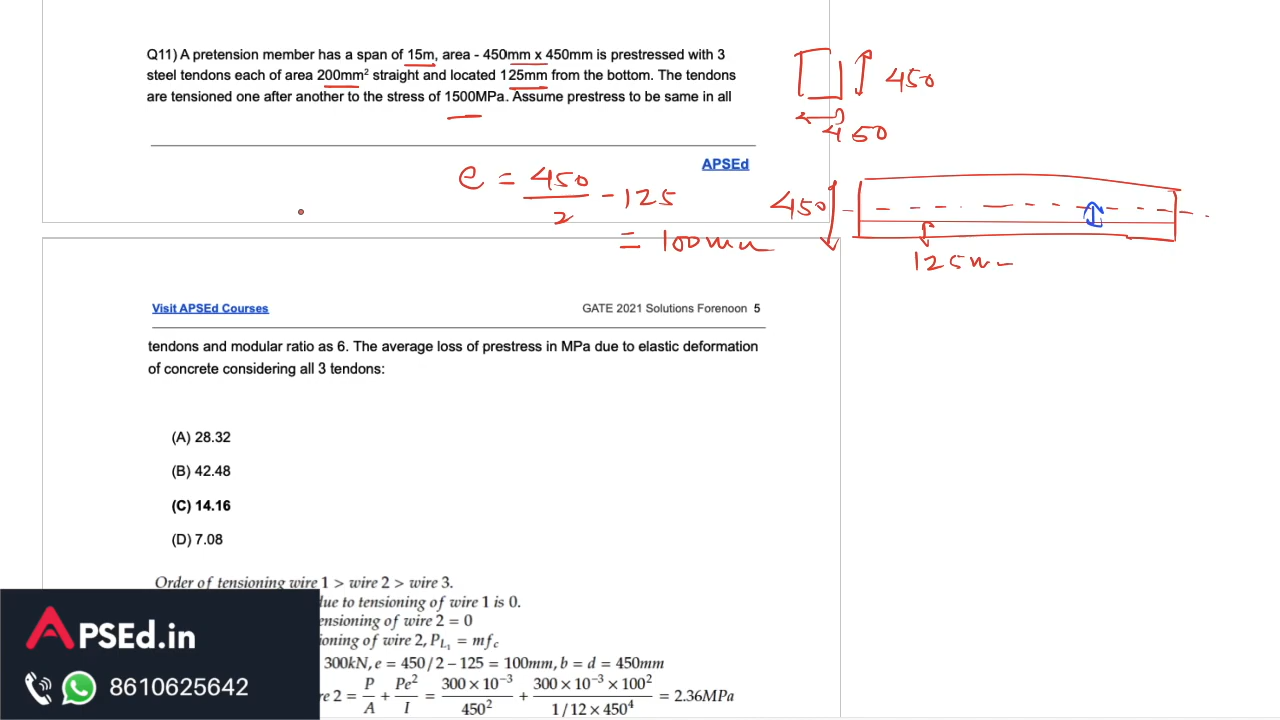 Q11) A pretension member has a span of 15m, area - 450mm x 450mm is prestressed with 3
steel tendons each of area 200mm² straight and located 125mm from the bottom. The tendons
are tensioned one after another to the stress of 1500MPa. Assume prestress to be same in all
450
450
APSEd
e = 450/2 - 125
= 100mm
450
125m
Visit APSEd Courses GATE 2021 Solutions Forenoon 5
tendons and modular ratio as 6. The average loss of prestress in MPa due to elastic deformation
of concrete considering all 3 tendons:
(A) 28.32
(B) 42.48
(C) 14.16
(D) 7.08
Order of tensioning wire 1 > wire 2 > wire 3.
due to tensioning of wire 1 is 0.
ensioning of wire 2 = 0
ioning of wire 2, P_L₁ = mf_c
300kN, e = 450/2 − 125 = 100mm, b = d = 450mm
re 2 = P/A + Pe²/I = 300 × 10⁻³/450² + 300 × 10⁻³ × 100²/1/12 × 450⁴ = 2.36MPa
APSEd.in
8610625642